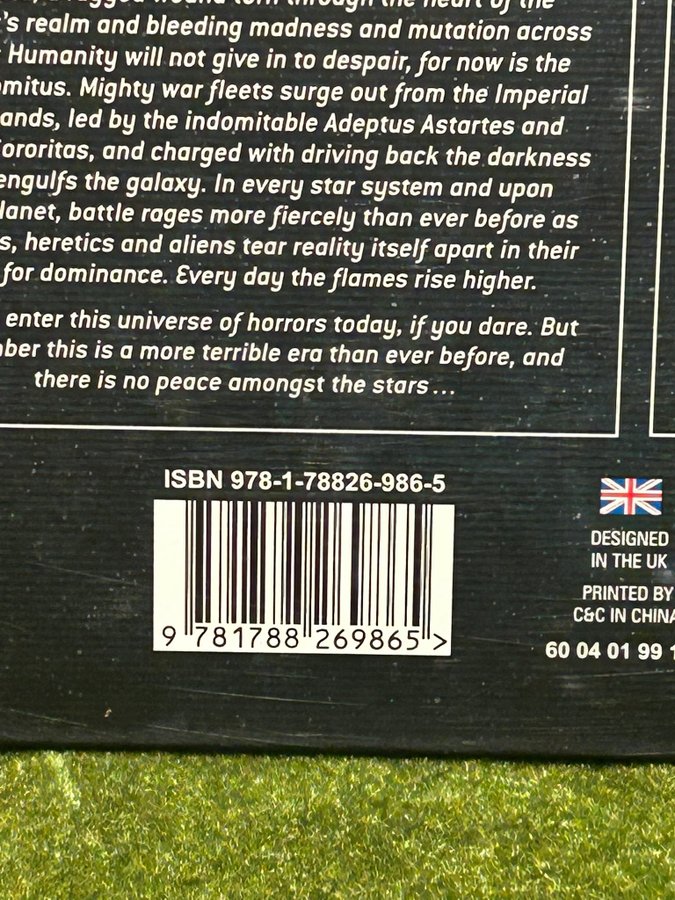 heart of the
's realm and bleeding madness and mutation across
Humanity will not give in to despair, for now is the
omitus. Mighty war fleets surge out from the Imperial
ands, led by the indomitable Adeptus Astartes and
ororitas, and charged with driving back the darkness
engulfs the galaxy. In every star system and upon
lanet, battle rages more fiercely than ever before as
s, heretics and aliens tear reality itself apart in their
for dominance. Every day the flames rise higher.
enter this universe of horrors today, if you dare. But
ber this is a more terrible era than ever before, and
there is no peace amongst the stars...
ISBN 978-1-78826-986-5
9 781788 269865 >
DESIGNED
IN THE UK
PRINTED BY
C&C IN CHINA
60 04 01 99 1